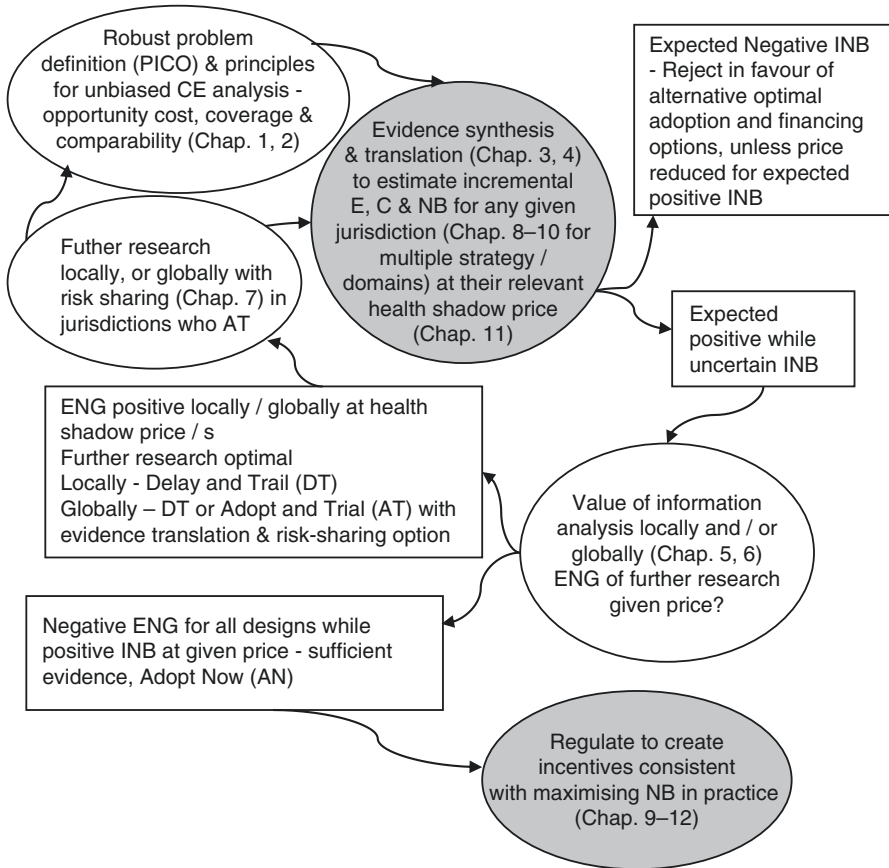 Robust problem
definition (PICO) & principles
for unbiased CE analysis -
opportunity cost, coverage &
comparability (Chap. 1, 2)
Expected Negative INB
- Reject in favour of
alternative optimal
adoption and financing
options, unless price
reduced for expected
positive INB
Evidence synthesis
& translation (Chap. 3, 4)
to estimate incremental
E, C & NB for any given
jurisdiction (Chap. 8–10 for
multiple strategy /
domains) at their relevant
health shadow price
(Chap. 11)
Futher research
locally, or globally with
risk sharing (Chap. 7) in
jurisdictions who AT
Expected
positive while
uncertain INB
ENG positive locally / globally at health
shadow price / s
Further research optimal
Locally - Delay and Trail (DT)
Globally – DT or Adopt and Trial (AT) with
evidence translation & risk-sharing option
Value of information
analysis locally and / or
globally (Chap. 5, 6)
ENG of further research
given price?
Negative ENG for all designs while
positive INB at given price - sufficient
evidence, Adopt Now (AN)
Regulate to create
incentives consistent
with maximising NB in practice
(Chap. 9–12)